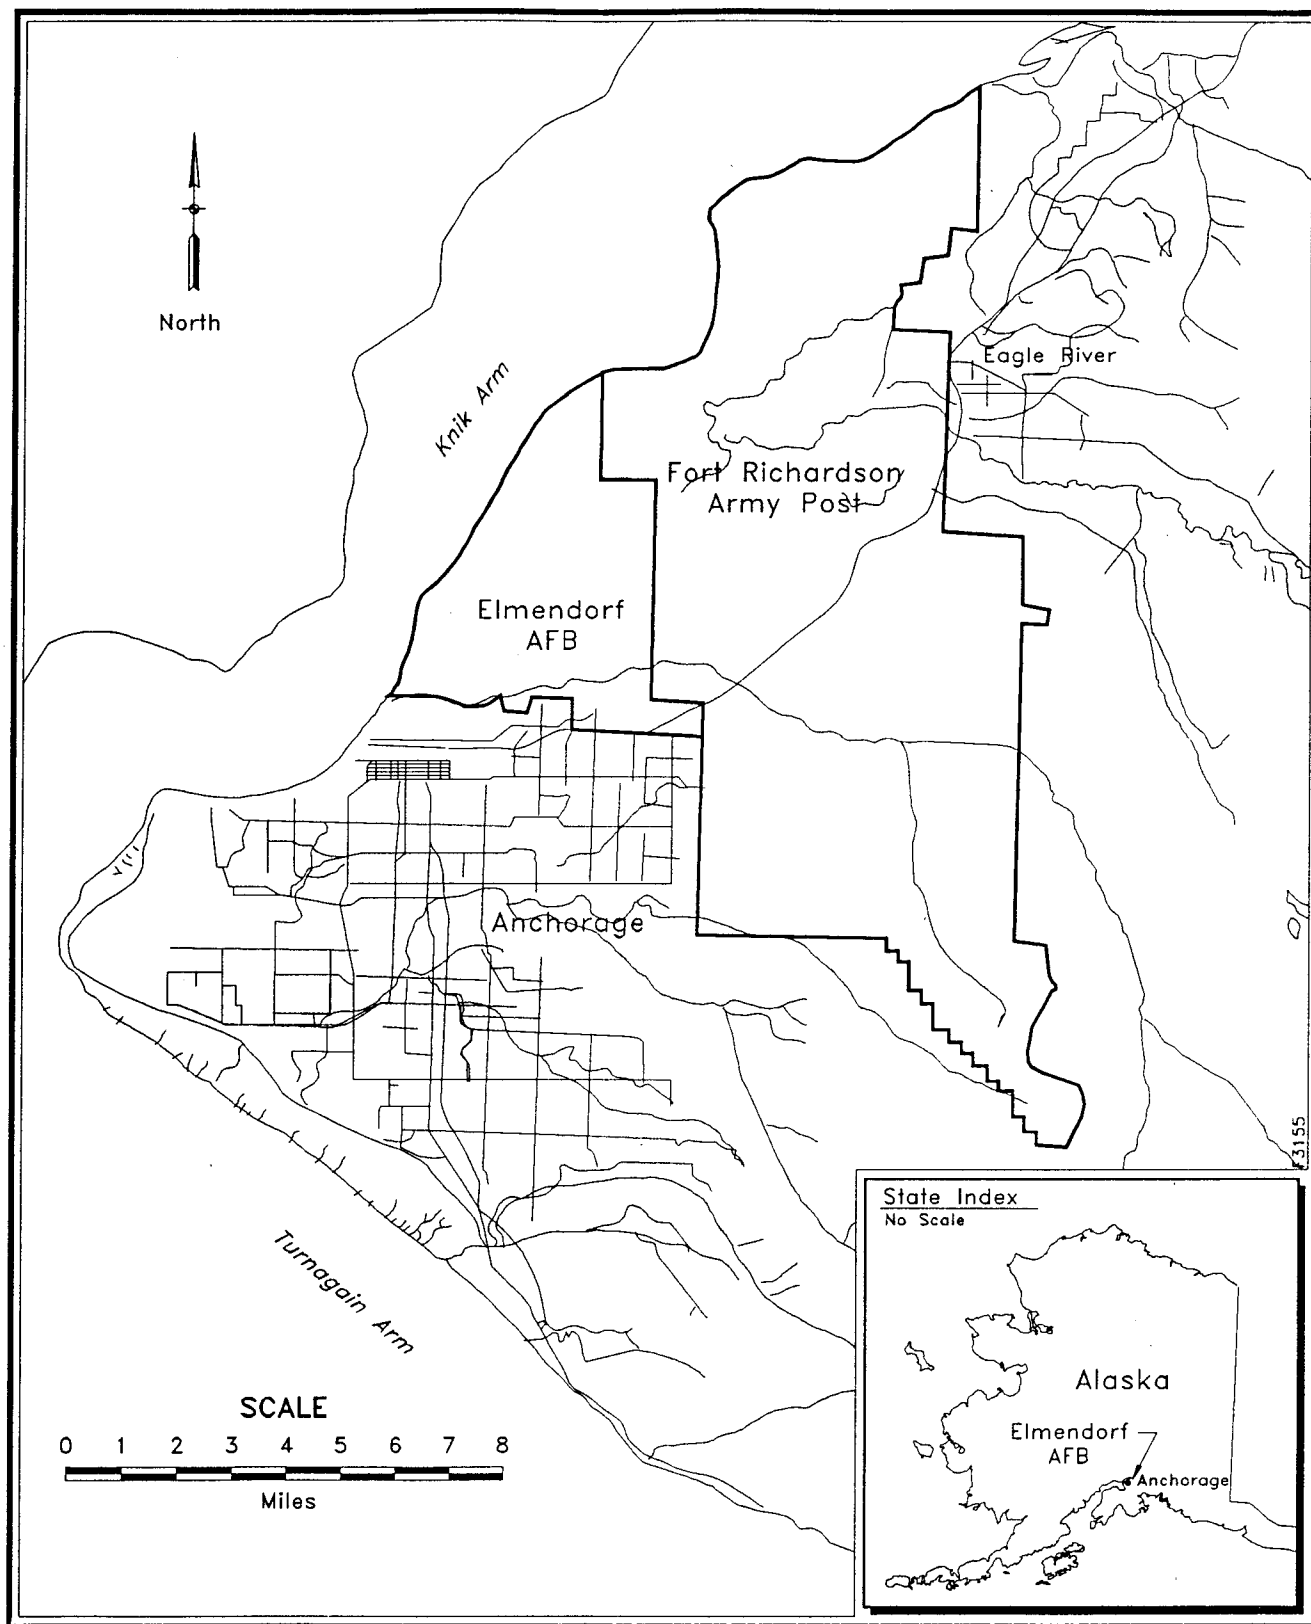 North
Knik Arm
Eagle River
Fort Richardson
Army Post
Elmendorf
AFB
Anchorage
Turnagain Arm
SCALE
0 1 2 3 4 5 6 7 8
Miles
F3155
State Index
No Scale
Alaska
Elmendorf
AFB
Anchorage